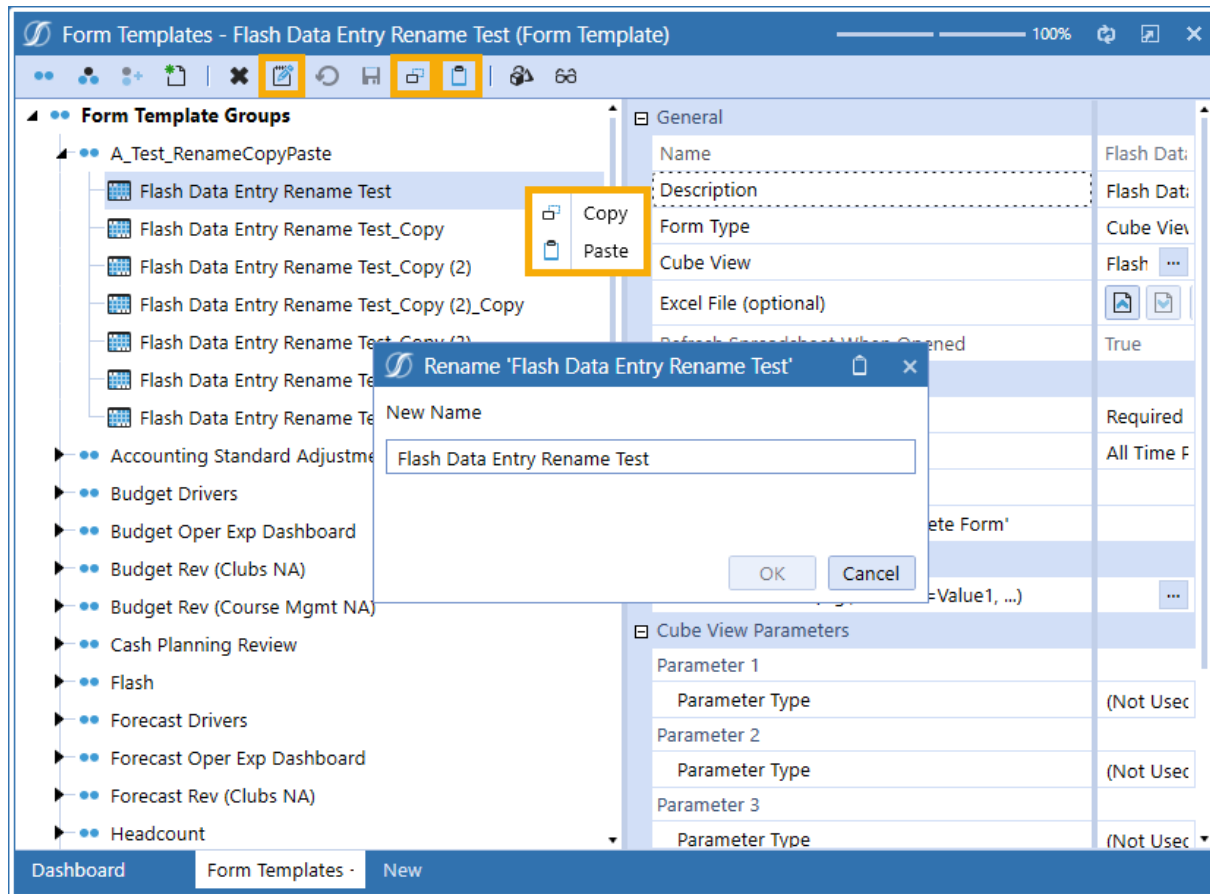 Form Templates - Flash Data Entry Rename Test (Form Template)
100%
Form Template Groups
A_Test_RenameCopyPaste
Flash Data Entry Rename Test
Flash Data Entry Rename Test_Copy
Flash Data Entry Rename Test_Copy (2)
Flash Data Entry Rename Test_Copy (2)_Copy
Flash Data Entry Rename Test_Copy (3)
Flash Data Entry Rename Te
Flash Data Entry Rename Te
Accounting Standard Adjustme
Budget Drivers
Budget Oper Exp Dashboard
Budget Rev (Clubs NA)
Budget Rev (Course Mgmt NA)
Cash Planning Review
Flash
Forecast Drivers
Forecast Oper Exp Dashboard
Forecast Rev (Clubs NA)
Headcount
Copy
Paste
General
Name Flash Data
Description Flash Data
Form Type Cube View
Cube View Flash ...
Excel File (optional)
Refresh Spreadsheet When Opened True
Required
All Time P
ete Form'
=Value1, ...) ...
Cube View Parameters
Parameter 1
Parameter Type (Not Used
Parameter 2
Parameter Type (Not Used
Parameter 3
Parameter Type (Not Used
Rename 'Flash Data Entry Rename Test'
New Name
Flash Data Entry Rename Test
OK Cancel
Dashboard Form Templates - New